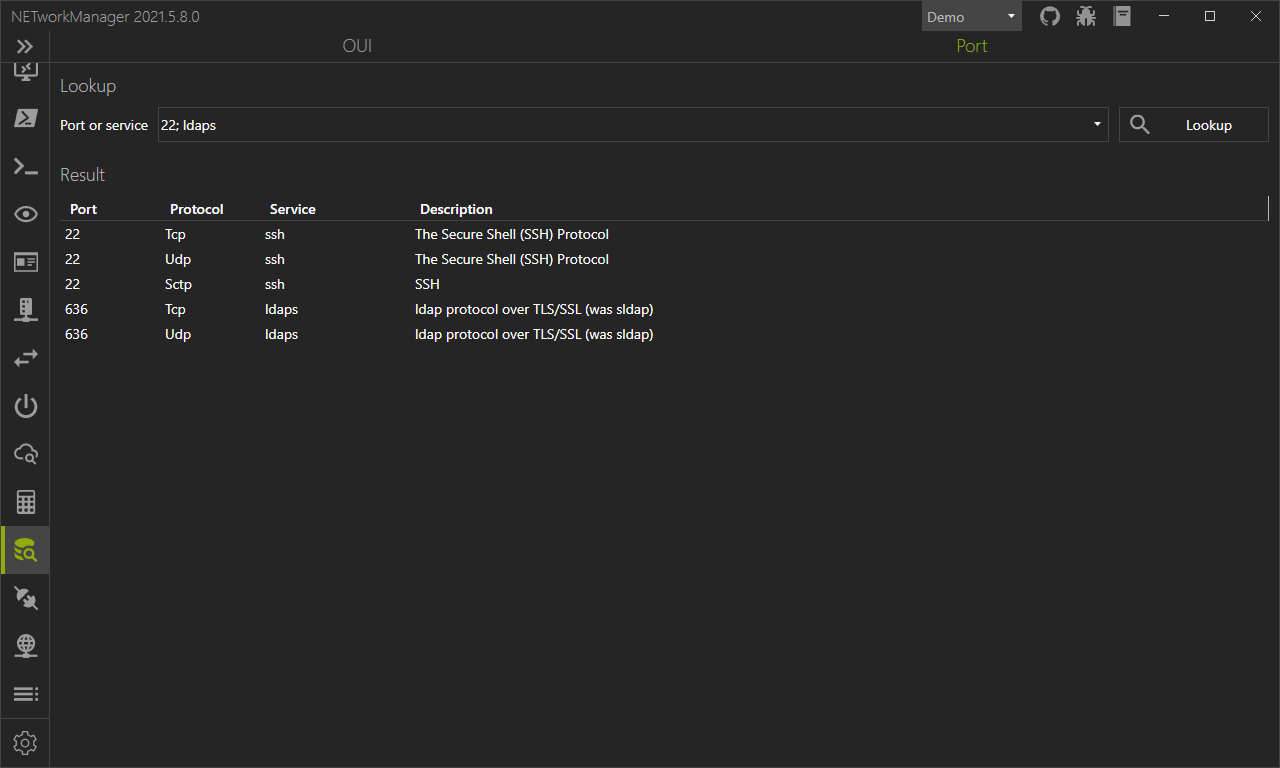 NETworkManager 2021.5.8.0 Demo
OUI Port
Lookup
Port or service 22; ldaps Lookup
Result
Port Protocol Service Description
22 Tcp ssh The Secure Shell (SSH) Protocol
22 Udp ssh The Secure Shell (SSH) Protocol
22 Sctp ssh SSH
636 Tcp ldaps ldap protocol over TLS/SSL (was sldap)
636 Udp ldaps ldap protocol over TLS/SSL (was sldap)